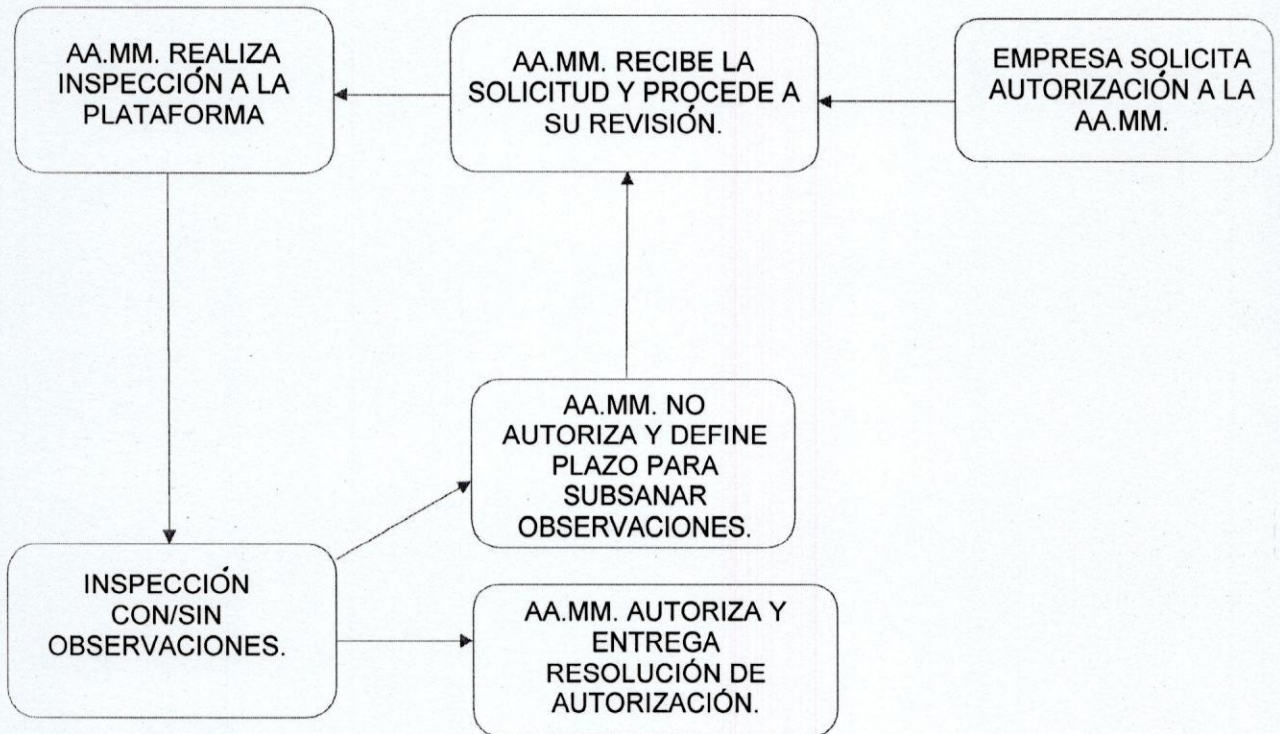 AA.MM. REALIZA
INSPECCIÓN A LA
PLATAFORMA
AA.MM. RECIBE LA
SOLICITUD Y PROCEDE A
SU REVISIÓN.
EMPRESA SOLICITA
AUTORIZACIÓN A LA
AA.MM.
AA.MM. NO
AUTORIZA Y DEFINE
PLAZO PARA
SUBSANAR
OBSERVACIONES.
INSPECCIÓN
CON/SIN
OBSERVACIONES.
AA.MM. AUTORIZA Y
ENTREGA
RESOLUCIÓN DE
AUTORIZACIÓN.